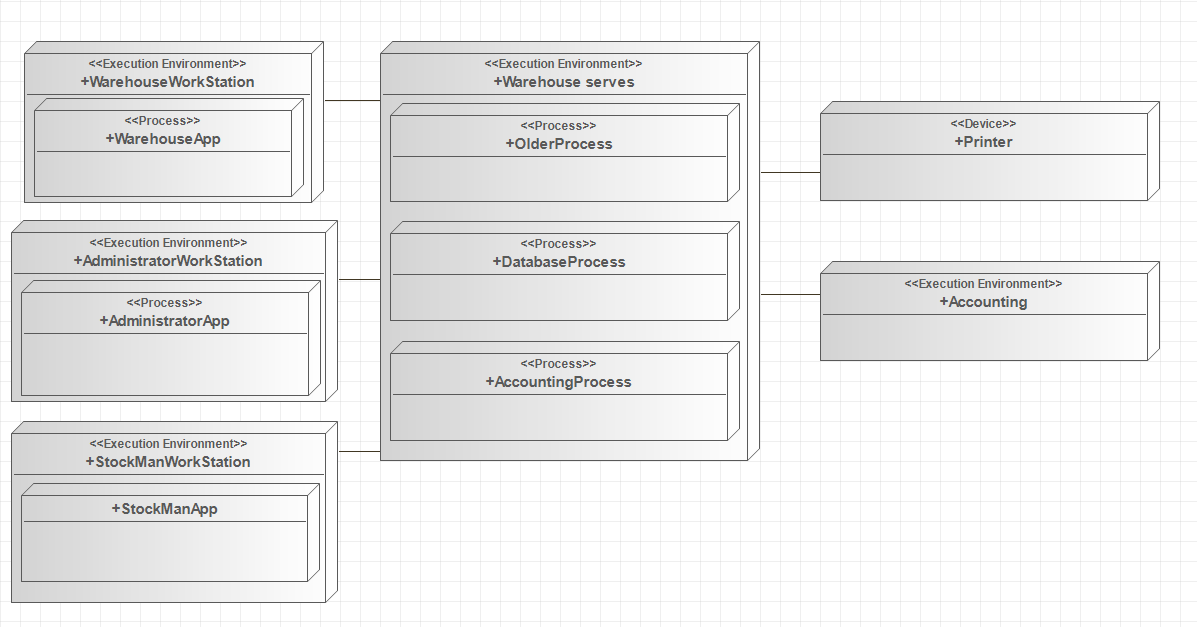 <<Execution Environment>>
+WarehouseWorkStation
<<Process>>
+WarehouseApp
<<Execution Environment>>
+AdministratorWorkStation
<<Process>>
+AdministratorApp
<<Execution Environment>>
+StockManWorkStation
+StockManApp
<<Execution Environment>>
+Warehouse serves
<<Process>>
+OlderProcess
<<Process>>
+DatabaseProcess
<<Process>>
+AccountingProcess
<<Device>>
+Printer
<<Execution Environment>>
+Accounting